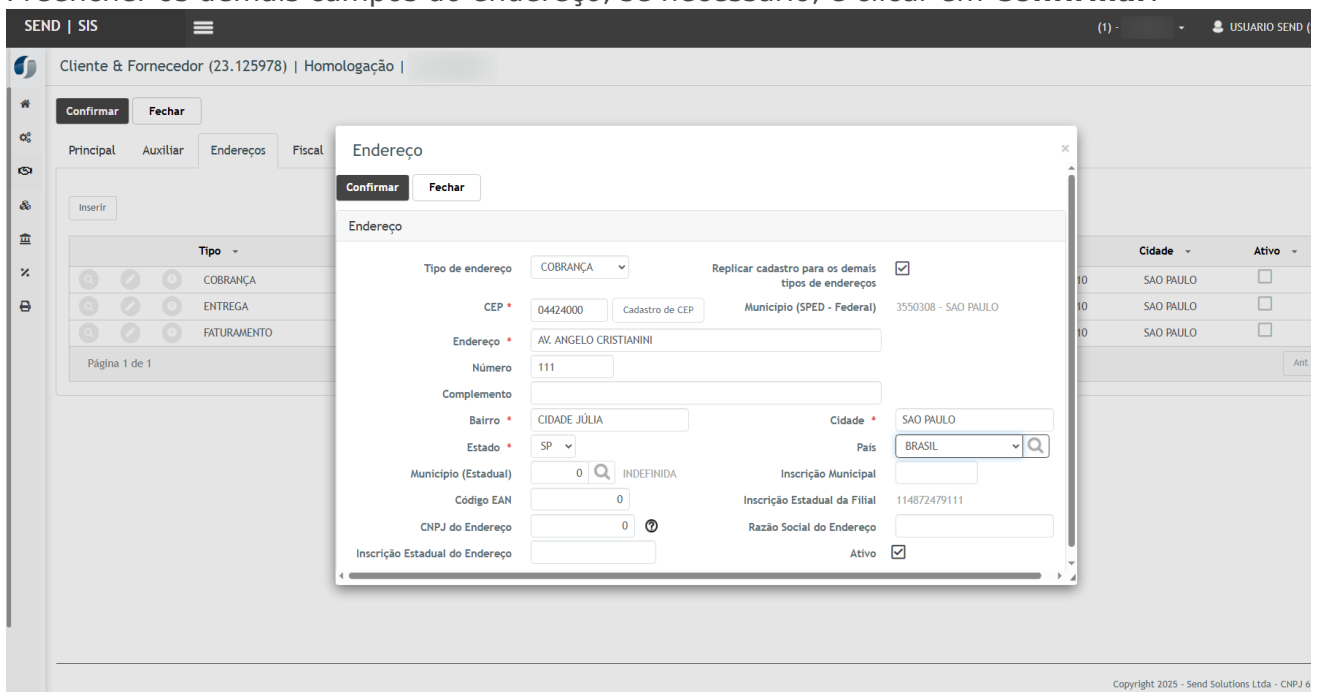 Preencher os demais campos do endereço, se necessário, e clicar em Confirmar.
SEND | SIS
(1) -
USUARIO SEND (
Cliente & Fornecedor (23.125978) | Homologação |
Confirmar Fechar
Principal Auxiliar Endereços Fiscal
Inserir
Tipo Cidade Ativo
COBRANÇA 10 SAO PAULO
ENTREGA 10 SAO PAULO
FATURAMENTO 10 SAO PAULO
Página 1 de 1 Ant
Endereço ×
Confirmar Fechar
Endereço
Tipo de endereço COBRANÇA Replicar cadastro para os demais
tipos de endereços
CEP * 04424000 Cadastro de CEP Município (SPED - Federal) 3550308 - SAO PAULO
Endereço * AV. ANGELO CRISTIANINI
Número 111
Complemento
Bairro * CIDADE JÚLIA Cidade * SAO PAULO
Estado * SP País BRASIL
Município (Estadual) 0 INDEFINIDA Inscrição Municipal
Código EAN 0 Inscrição Estadual da Filial 114872479111
CNPJ do Endereço 0 Razão Social do Endereço
Inscrição Estadual do Endereço Ativo
Copyright 2025 - Send Solutions Ltda - CNPJ 6